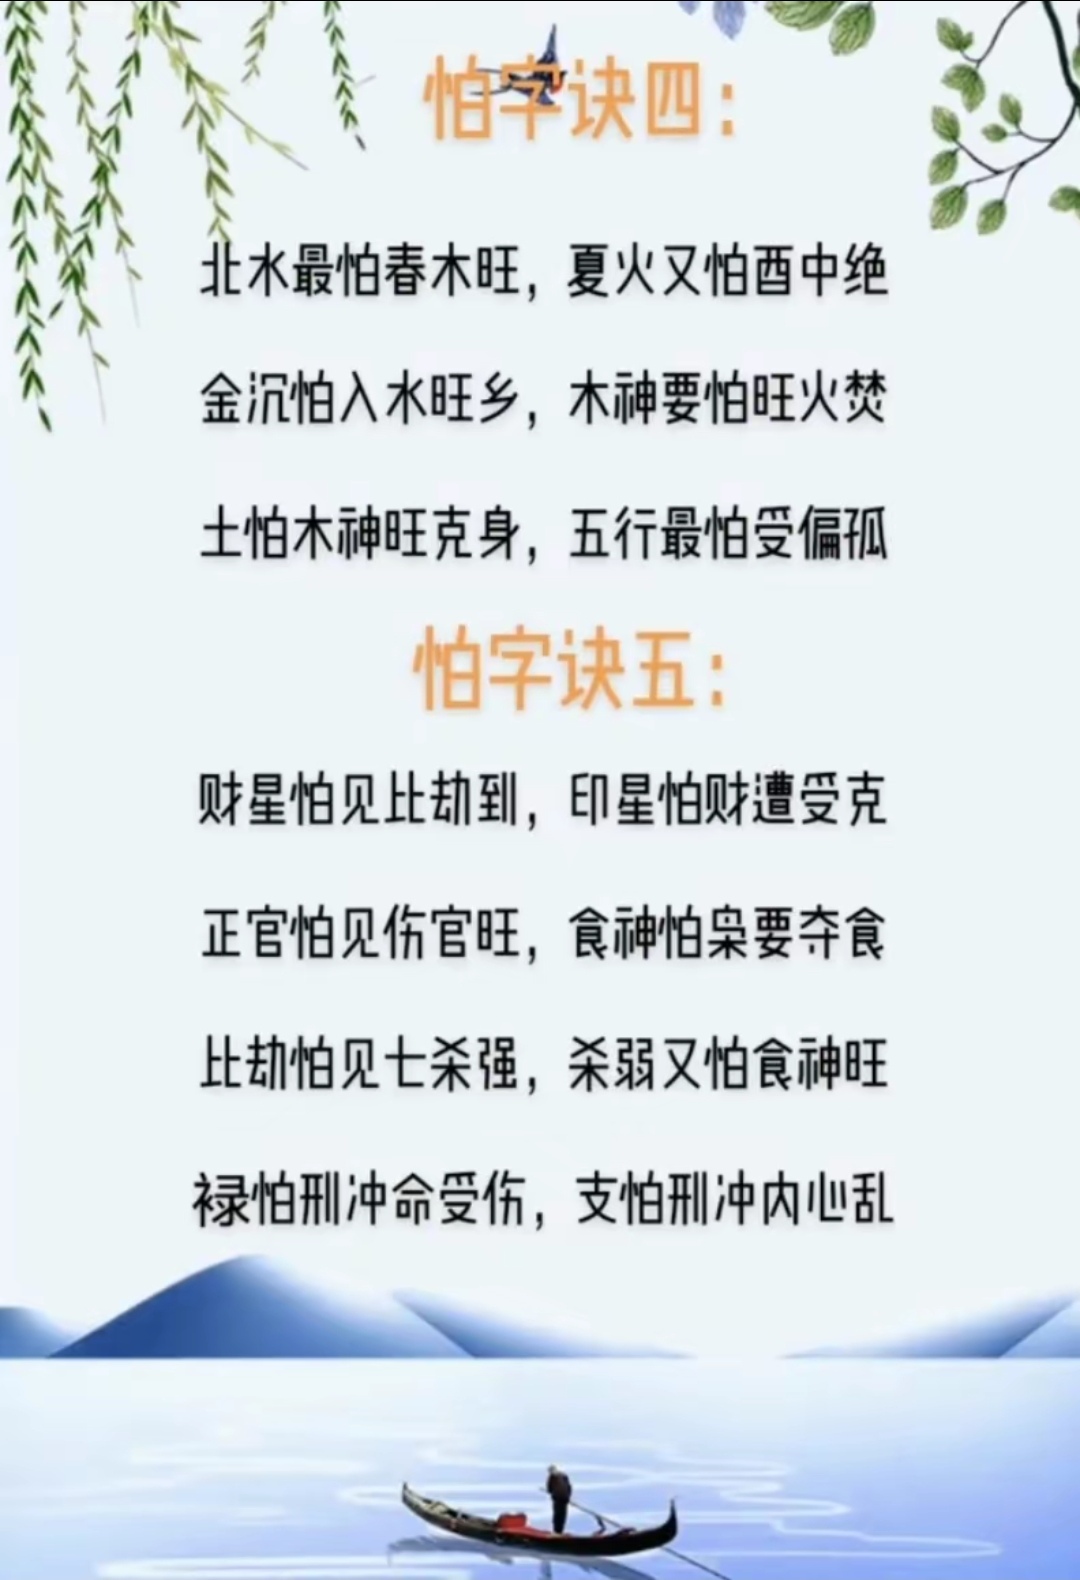 怕字诀四：
北水最怕春木旺，夏火又怕酉中绝
金沉怕入水旺乡，木神要怕旺火焚
土怕木神旺克身，五行最怕受偏孤
怕字诀五：
财星怕见比劫到，印星怕财遭受克
正官怕见伤官旺，食神怕枭要夺食
比劫怕见七杀强，杀弱又怕食神旺
禄怕刑冲命受伤，支怕刑冲内心乱